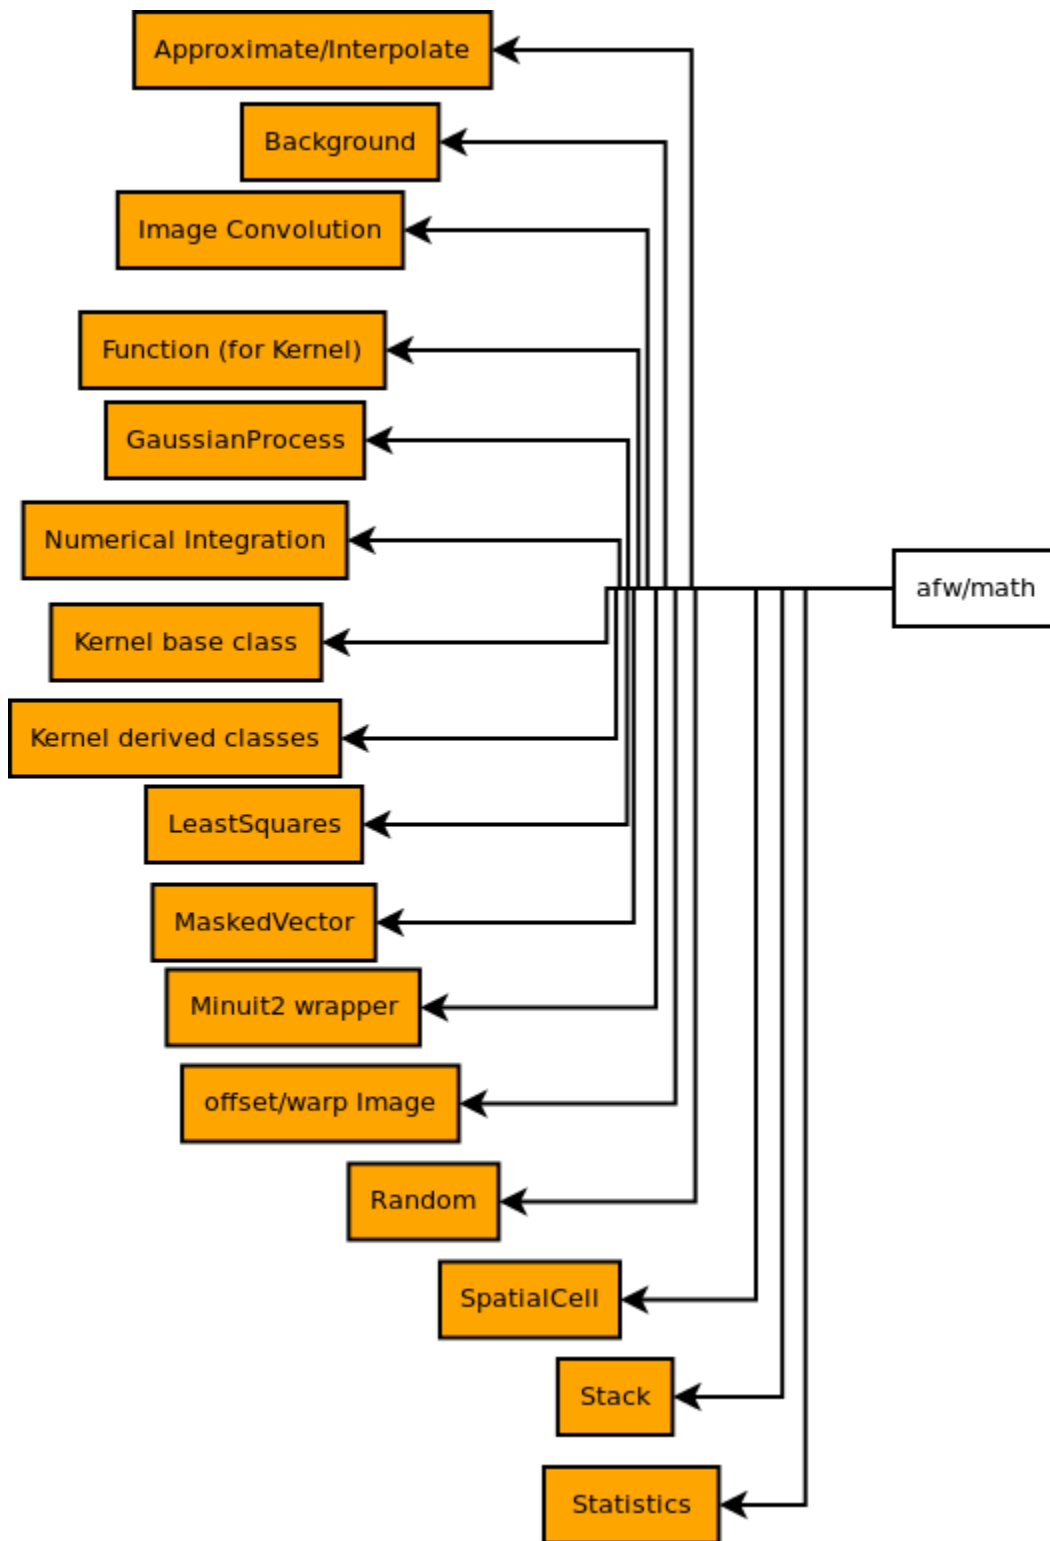 Approximate/Interpolate
Background
Image Convolution
Function (for Kernel)
GaussianProcess
Numerical Integration
afw/math
Kernel base class
Kernel derived classes
LeastSquares
MaskedVector
Minuit2 wrapper
offset/warp Image
Random
SpatialCell
Stack
Statistics